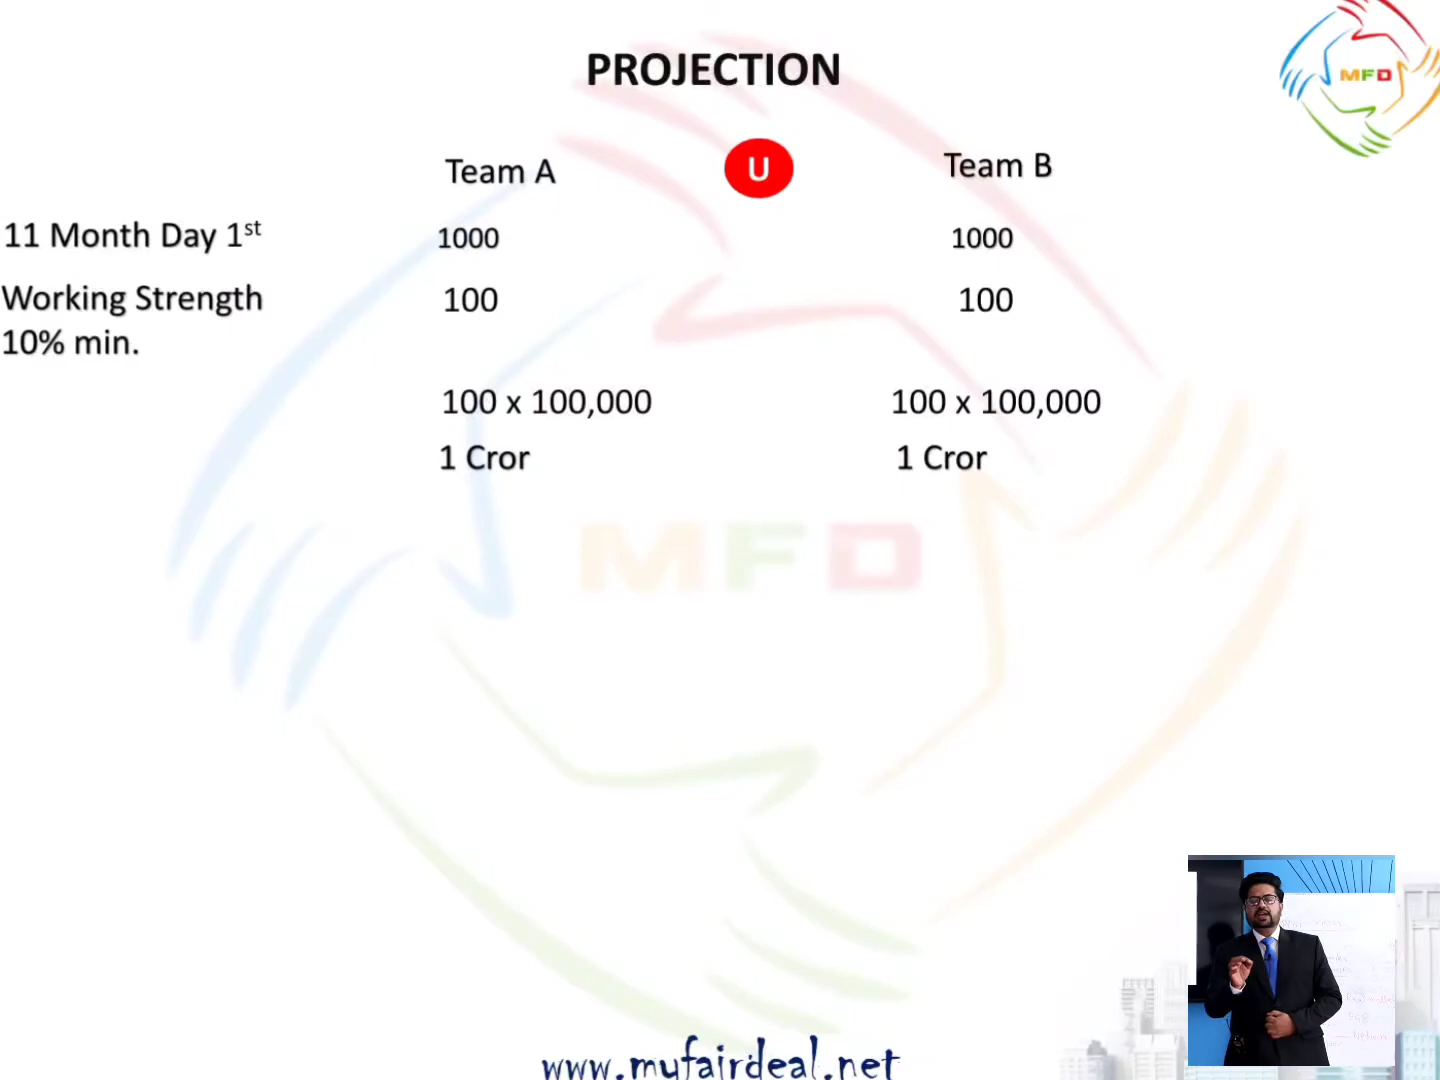 PROJECTION
MFD
Team A
U
Team B
11 Month Day 1st
1000
1000
Working Strength
10% min.
100
100
100 x 100,000
100 x 100,000
1 Cror
1 Cror
MFD
www.mufairdeal.net